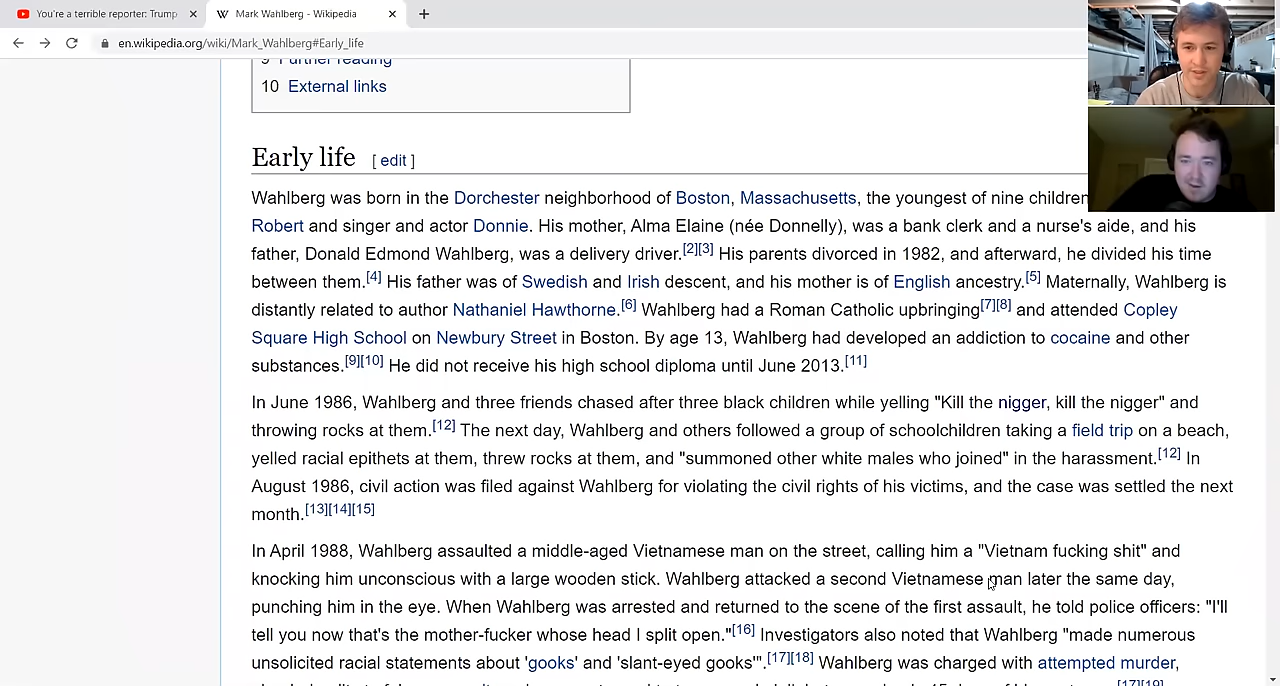 You're a terrible reporter: Trump
Mark Wahlberg - Wikipedia
en.wikipedia.org/wiki/Mark_Wahlberg#Early_life
9 Further reading
10 External links
Early life [ edit ]
Wahlberg was born in the Dorchester neighborhood of Boston, Massachusetts, the youngest of nine children
Robert and singer and actor Donnie. His mother, Alma Elaine (née Donnelly), was a bank clerk and a nurse's aide, and his
father, Donald Edmond Wahlberg, was a delivery driver.[2][3] His parents divorced in 1982, and afterward, he divided his time
between them.[4] His father was of Swedish and Irish descent, and his mother is of English ancestry.[5] Maternally, Wahlberg is
distantly related to author Nathaniel Hawthorne.[6] Wahlberg had a Roman Catholic upbringing[7][8] and attended Copley
Square High School on Newbury Street in Boston. By age 13, Wahlberg had developed an addiction to cocaine and other
substances.[9][10] He did not receive his high school diploma until June 2013.[11]
In June 1986, Wahlberg and three friends chased after three black children while yelling "Kill the nigger, kill the nigger" and
throwing rocks at them.[12] The next day, Wahlberg and others followed a group of schoolchildren taking a field trip on a beach,
yelled racial epithets at them, threw rocks at them, and "summoned other white males who joined" in the harassment.[12] In
August 1986, civil action was filed against Wahlberg for violating the civil rights of his victims, and the case was settled the next
month.[13][14][15]
In April 1988, Wahlberg assaulted a middle-aged Vietnamese man on the street, calling him a "Vietnam fucking shit" and
knocking him unconscious with a large wooden stick. Wahlberg attacked a second Vietnamese man later the same day,
punching him in the eye. When Wahlberg was arrested and returned to the scene of the first assault, he told police officers: "I'll
tell you now that's the mother-fucker whose head I split open."[16] Investigators also noted that Wahlberg "made numerous
unsolicited racial statements about 'gooks' and 'slant-eyed gooks'".[17][18] Wahlberg was charged with attempted murder,